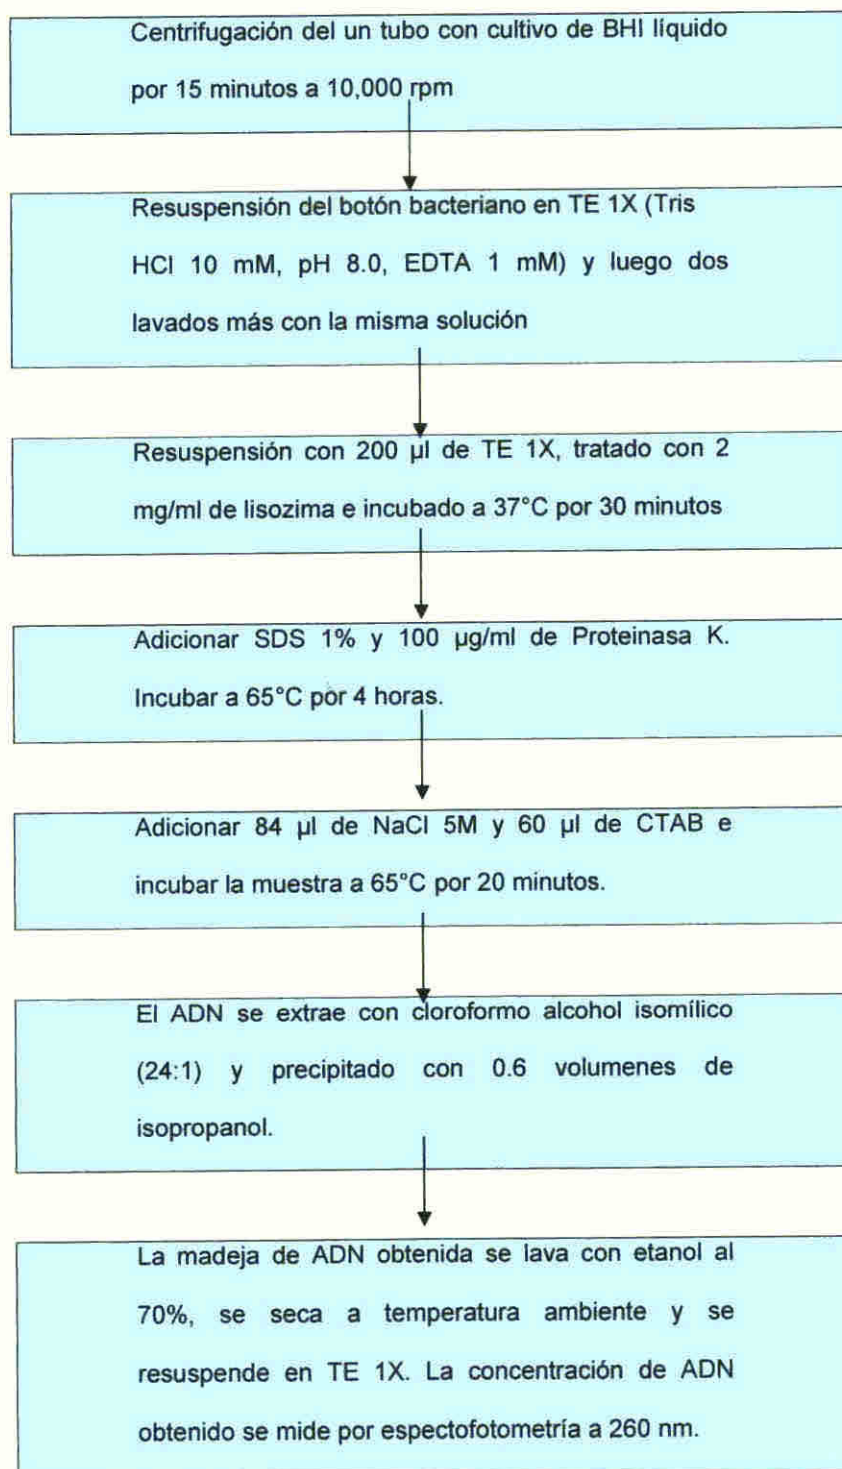 Centrifugación del un tubo con cultivo de BHI líquido
por 15 minutos a 10,000 rpm
Resuspensión del botón bacteriano en TE 1X (Tris
HCl 10 mM, pH 8.0, EDTA 1 mM) y luego dos
lavados más con la misma solución
Resuspensión con 200 µl de TE 1X, tratado con 2
mg/ml de lisozima e incubado a 37°C por 30 minutos
Adicionar SDS 1% y 100 µg/ml de Proteinasa K.
Incubar a 65°C por 4 horas.
Adicionar 84 µl de NaCl 5M y 60 µl de CTAB e
incubar la muestra a 65°C por 20 minutos.
El ADN se extrae con cloroformo alcohol isomílico
(24:1) y precipitado con 0.6 volumenes de
isopropanol.
La madeja de ADN obtenida se lava con etanol al
70%, se seca a temperatura ambiente y se
resuspende en TE 1X. La concentración de ADN
obtenido se mide por espectofotometría a 260 nm.